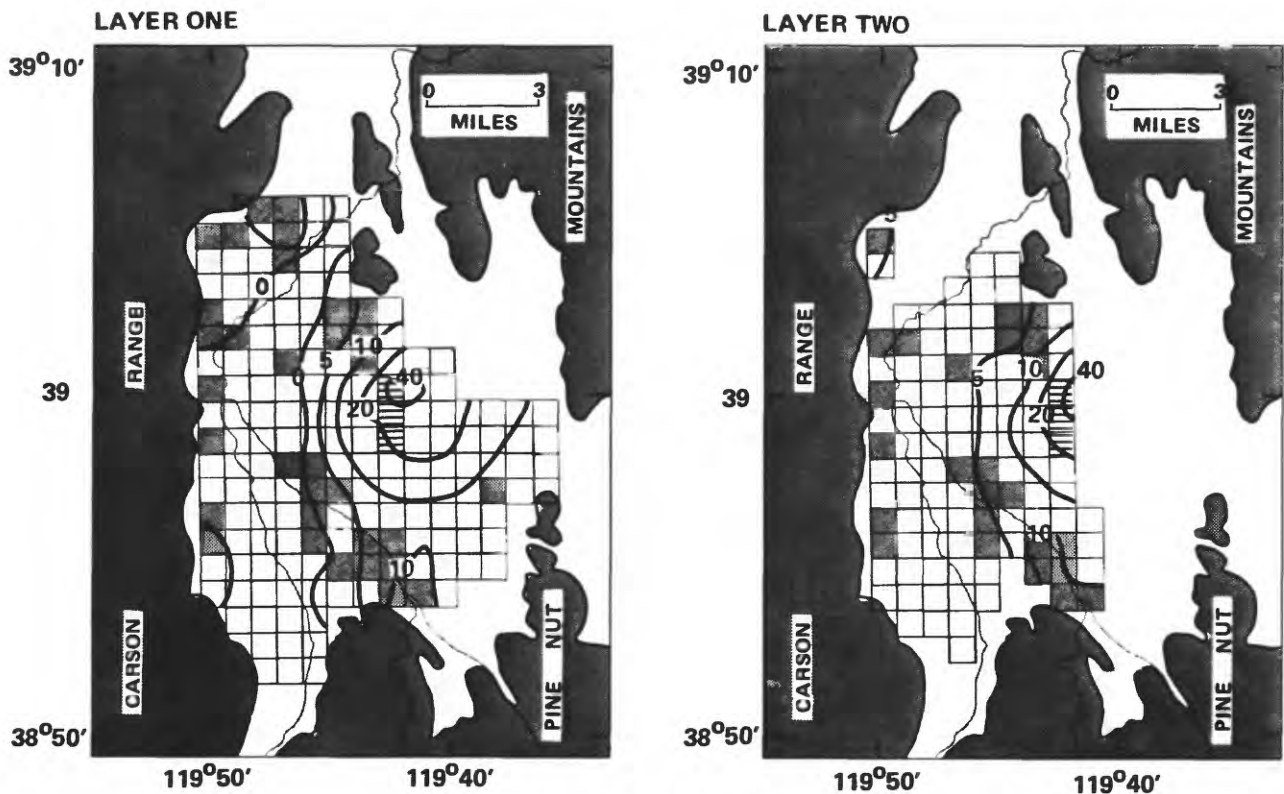 LAYER ONE
39°10'
0 3
MILES
MOUNTAINS
0
RANGE
39
0
5
10
20
40
10
CARSON
PINE NUT
38°50'
119°50'
119°40'
LAYER TWO
39°10'
0 3
MILES
MOUNTAINS
RANGE
39
5
10
20
40
10
CARSON
PINE NUT
38°50'
119°50'
119°40'